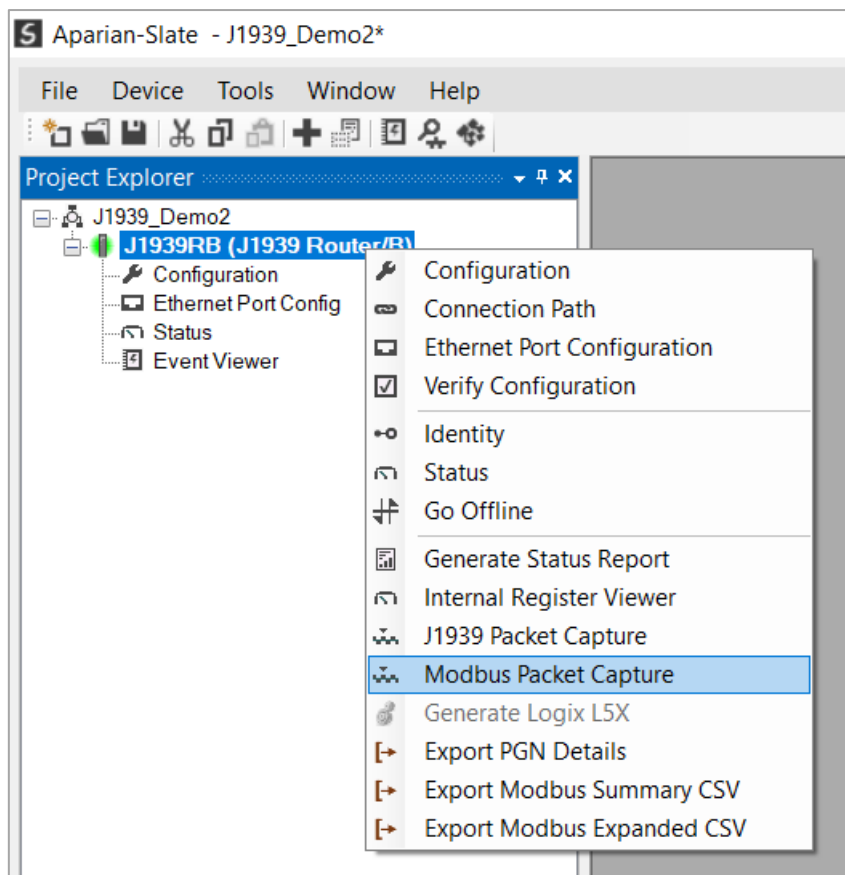 S Aparian-Slate - J1939_Demo2*
File Device Tools Window Help
Project Explorer
J1939_Demo2
J1939RB (J1939 Router/B)
Configuration
Ethernet Port Config
Status
Event Viewer
Configuration
Connection Path
Ethernet Port Configuration
Verify Configuration
Identity
Status
Go Offline
Generate Status Report
Internal Register Viewer
J1939 Packet Capture
Modbus Packet Capture
Generate Logix L5X
Export PGN Details
Export Modbus Summary CSV
Export Modbus Expanded CSV